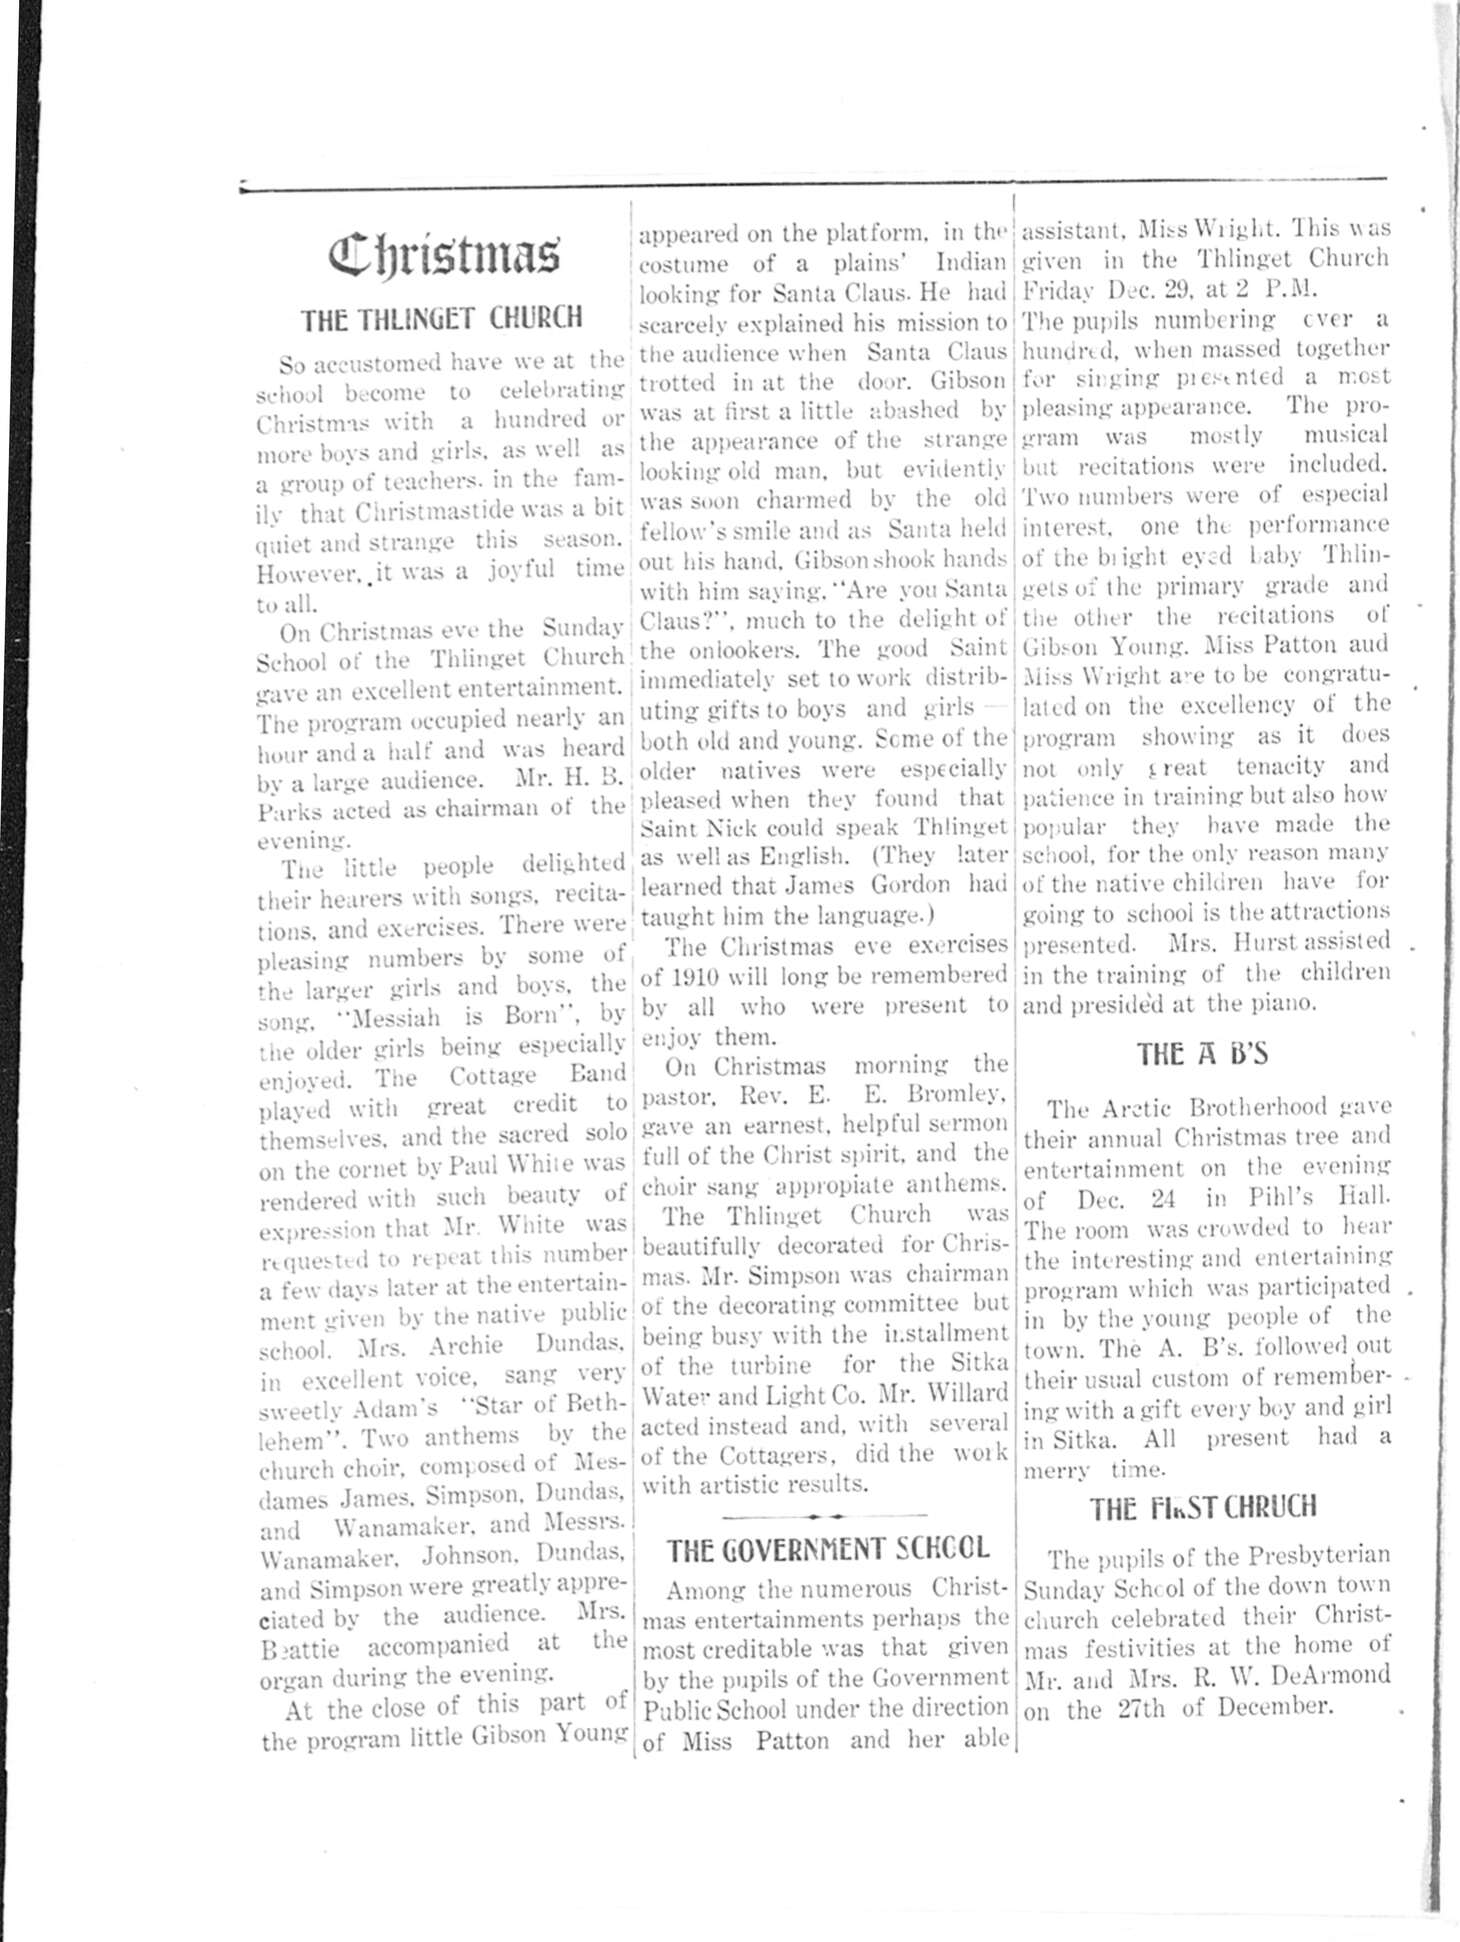 Christmas
THE THLINGET CHURCH
So accustomed have we at the
school become to celebrating
Christmas with a hundred or
more boys and girls, as well as
a group of teachers. in the fam-
ily that Christmastide was a bit
quiet and strange this season.
However, it was a joyful time
to all.
On Christmas eve the Sunday
School of the Thlinget Church
gave an excellent entertainment.
The program occupied nearly an
hour and a half and was heard
by a large audience. Mr. H. B.
Parks acted as chairman of the
evening.
The little people delighted
their hearers with songs, recita-
tions, and exercises. There were
pleasing numbers by some of
the larger girls and boys, the
song, "Messiah is Born", by
the older girls being especially
enjoyed. The Cottage Band
played with great credit to
themselves, and the sacred solo
on the cornet by Paul White was
rendered with such beauty of
expression that Mr. White was
requested to repeat this number
a few days later at the entertain-
ment given by the native public
school. Mrs. Archie Dundas,
in excellent voice, sang very
sweetly Adam's "Star of Beth-
lehem". Two anthems by the
church choir, composed of Mes-
dames James, Simpson, Dundas,
and Wanamaker, and Messrs.
Wanamaker, Johnson, Dundas,
and Simpson were greatly appre-
ciated by the audience. Mrs.
Beattie accompanied at the
organ during the evening.
At the close of this part of
the program little Gibson Young
appeared on the platform, in the
costume of a plains' Indian
looking for Santa Claus. He had
scarcely explained his mission to
the audience when Santa Claus
trotted in at the door. Gibson
was at first a little abashed by
the appearance of the strange
looking old man, but evidently
was soon charmed by the old
fellow's smile and as Santa held
out his hand, Gibson shook hands
with him saying, "Are you Santa
Claus?", much to the delight of
the onlookers. The good Saint
immediately set to work distrib-
uting gifts to boys and girls —
both old and young. Some of the
older natives were especially
pleased when they found that
Saint Nick could speak Thlinget
as well as English. (They later
learned that James Gordon had
taught him the language.)
The Christmas eve exercises
of 1910 will long be remembered
by all who were present to
enjoy them.
On Christmas morning the
pastor, Rev. E. E. Bromley,
gave an earnest, helpful sermon
full of the Christ spirit, and the
choir sang appropiate anthems.
The Thlinget Church was
beautifully decorated for Chris-
mas. Mr. Simpson was chairman
of the decorating committee but
being busy with the installment
of the turbine for the Sitka
Water and Light Co. Mr. Willard
acted instead and, with several
of the Cottagers, did the work
with artistic results.
THE GOVERNMENT SCHOOL
Among the numerous Christ-
mas entertainments perhaps the
most creditable was that given
by the pupils of the Government
Public School under the direction
of Miss Patton and her able
assistant, Miss Wright. This was
given in the Thlinget Church
Friday Dec. 29, at 2 P.M.
The pupils numbering over a
hundred, when massed together
for singing presented a most
pleasing appearance. The pro-
gram was mostly musical
but recitations were included.
Two numbers were of especial
interest, one the performance
of the bright eyed baby Thlin-
gets of the primary grade and
the other the recitations of
Gibson Young. Miss Patton aud
Miss Wright are to be congratu-
lated on the excellency of the
program showing as it does
not only great tenacity and
patience in training but also how
popular they have made the
school, for the only reason many
of the native children have for
going to school is the attractions
presented. Mrs. Hurst assisted
in the training of the children
and presided at the piano.
THE A B'S
The Arctic Brotherhood gave
their annual Christmas tree and
entertainment on the evening
of Dec. 24 in Pihl's Hall.
The room was crowded to hear
the interesting and entertaining
program which was participated
in by the young people of the
town. The A. B's. followed out
their usual custom of remember-
ing with a gift every boy and girl
in Sitka. All present had a
merry time.
THE FIRST CHRUCH
The pupils of the Presbyterian
Sunday School of the down town
church celebrated their Christ-
mas festivities at the home of
Mr. and Mrs. R. W. DeArmond
on the 27th of December.